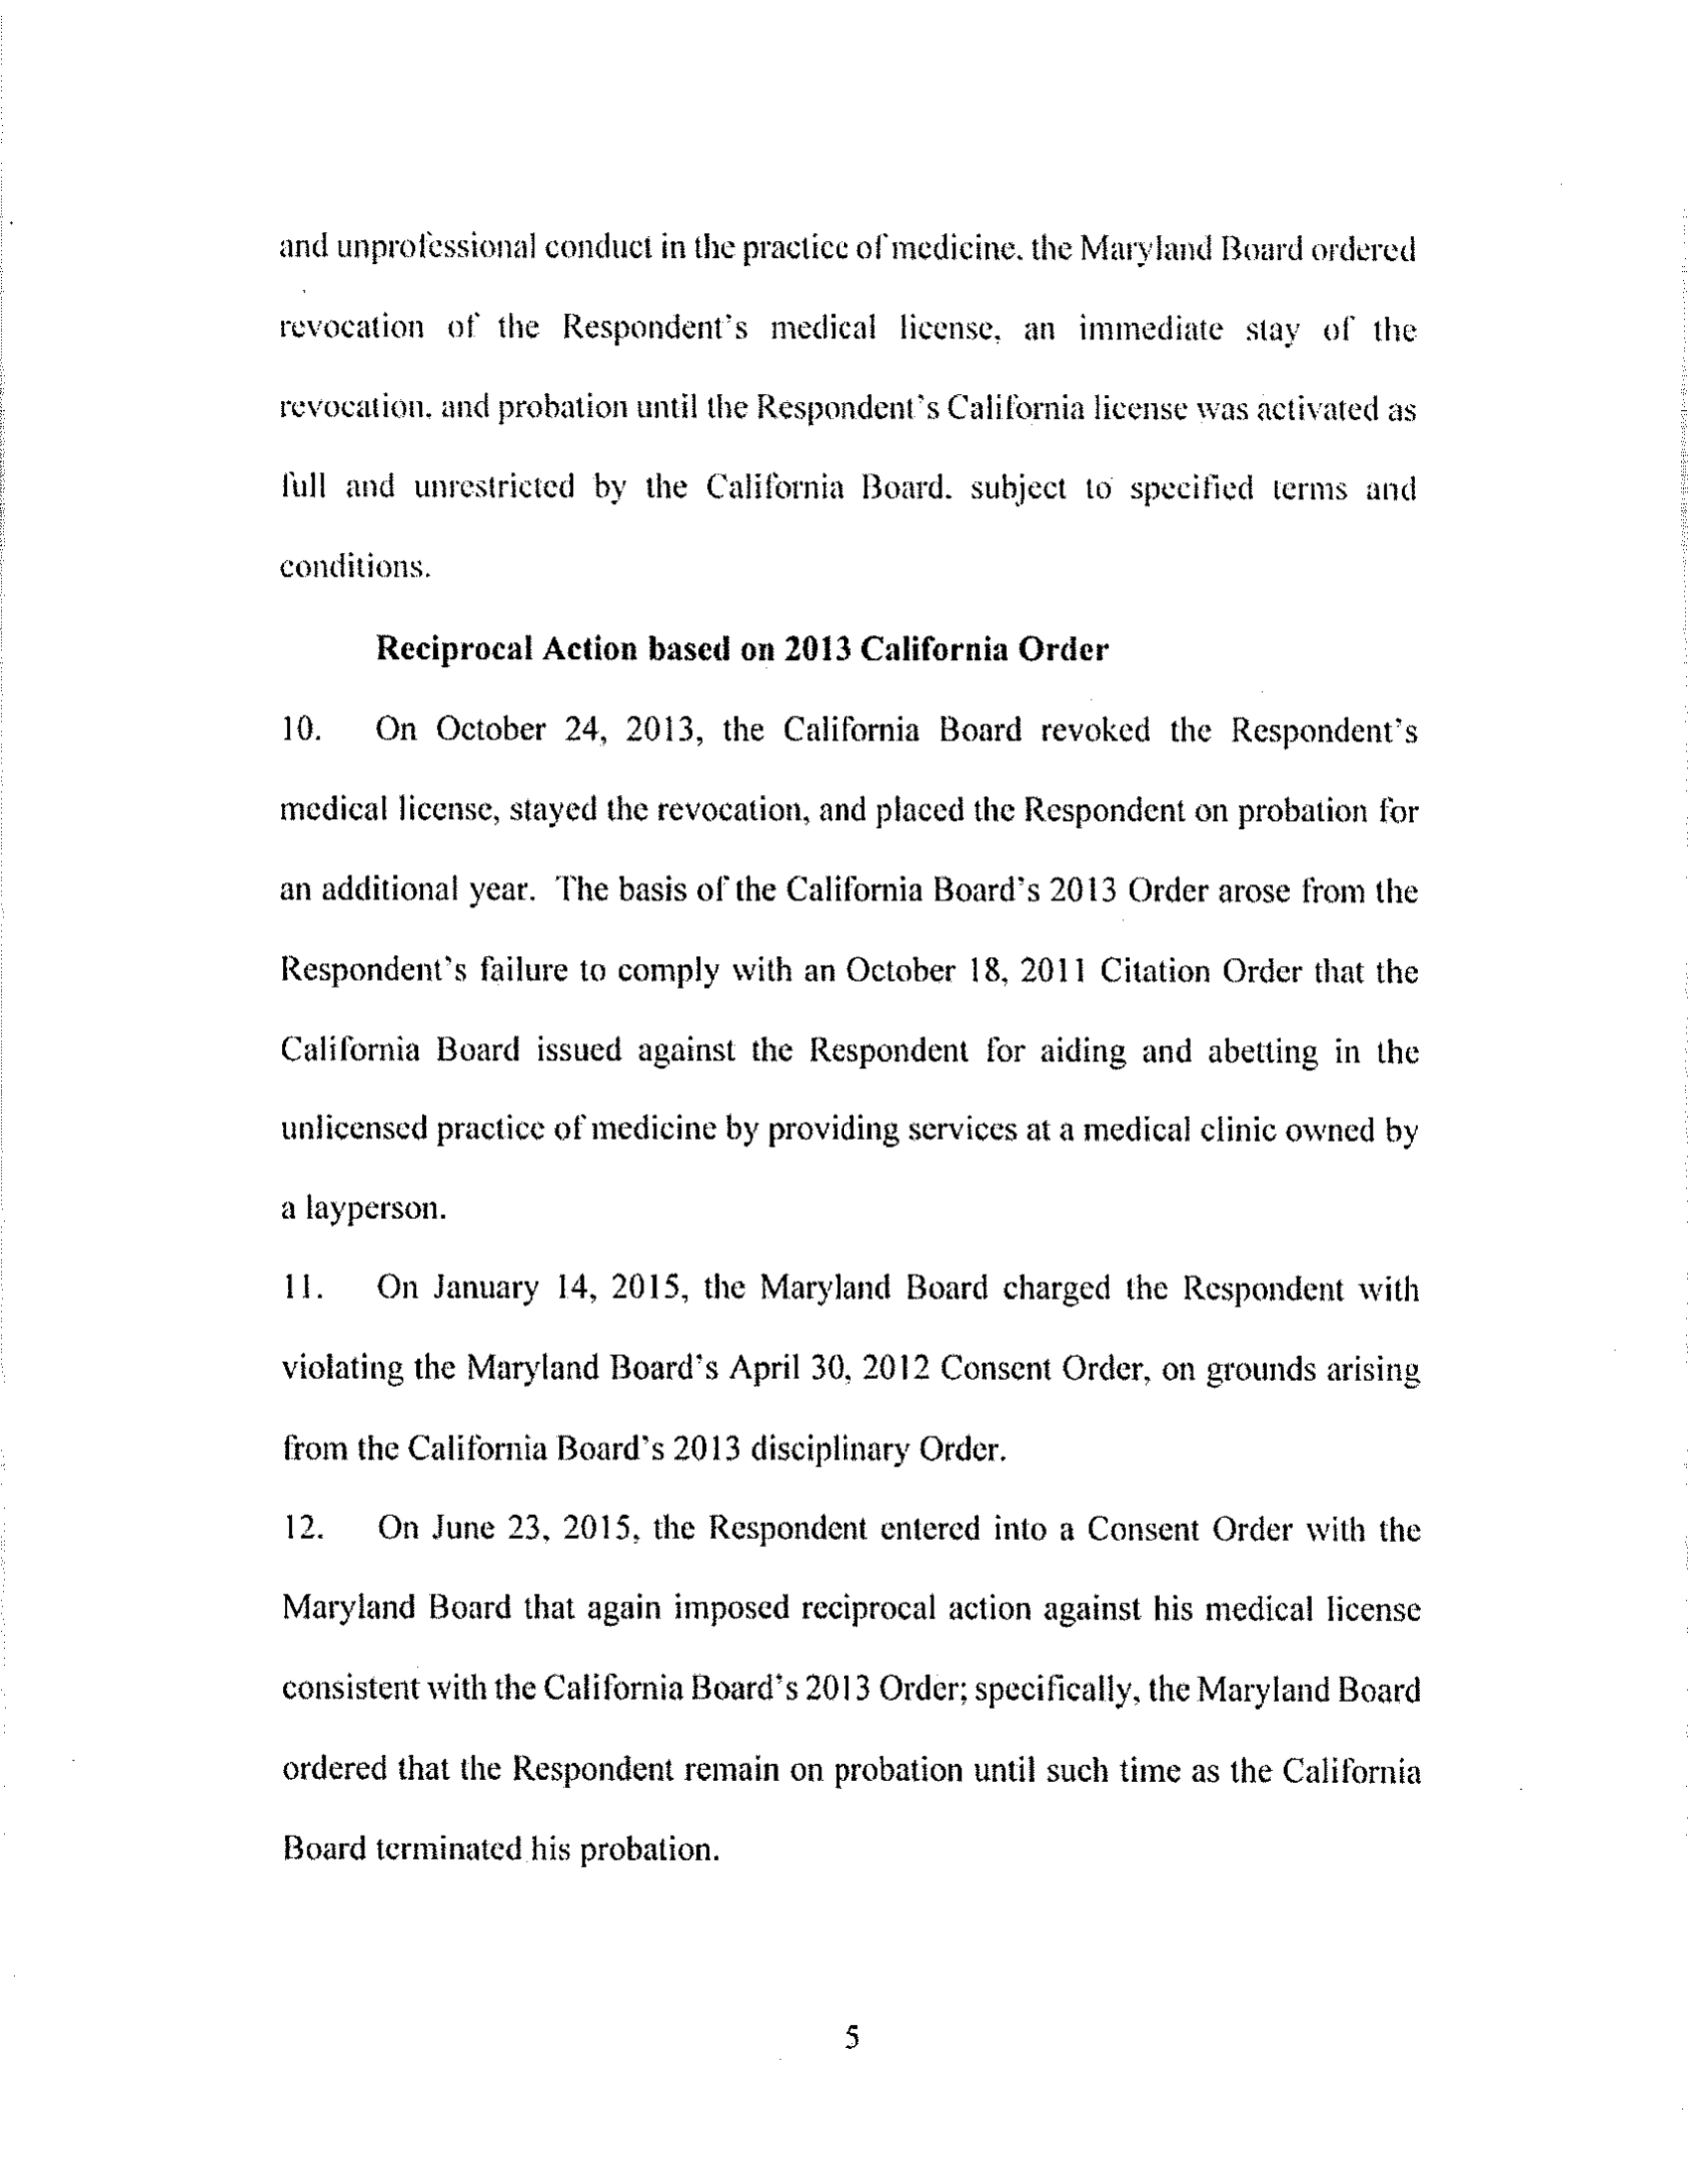 and unprofessional conduct in the practice of medicine, the Maryland Board ordered
revocation of the Respondent's medical license, an immediate stay of the
revocation, and probation until the Respondent's California license was activated as
full and unrestricted by the California Board, subject to specified terms and
conditions.
Reciprocal Action based on 2013 California Order
10. On October 24, 2013, the California Board revoked the Respondent's
medical license, stayed the revocation, and placed the Respondent on probation for
an additional year. The basis of the California Board's 2013 Order arose from the
Respondent's failure to comply with an October 18, 2011 Citation Order that the
California Board issued against the Respondent for aiding and abetting in the
unlicensed practice of medicine by providing services at a medical clinic owned by
a layperson.
11. On January 14, 2015, the Maryland Board charged the Respondent with
violating the Maryland Board's April 30, 2012 Consent Order, on grounds arising
from the California Board's 2013 disciplinary Order.
12. On June 23, 2015, the Respondent entered into a Consent Order with the
Maryland Board that again imposed reciprocal action against his medical license
consistent with the California Board's 2013 Order; specifically, the Maryland Board
ordered that the Respondent remain on probation until such time as the California
Board terminated his probation.
5